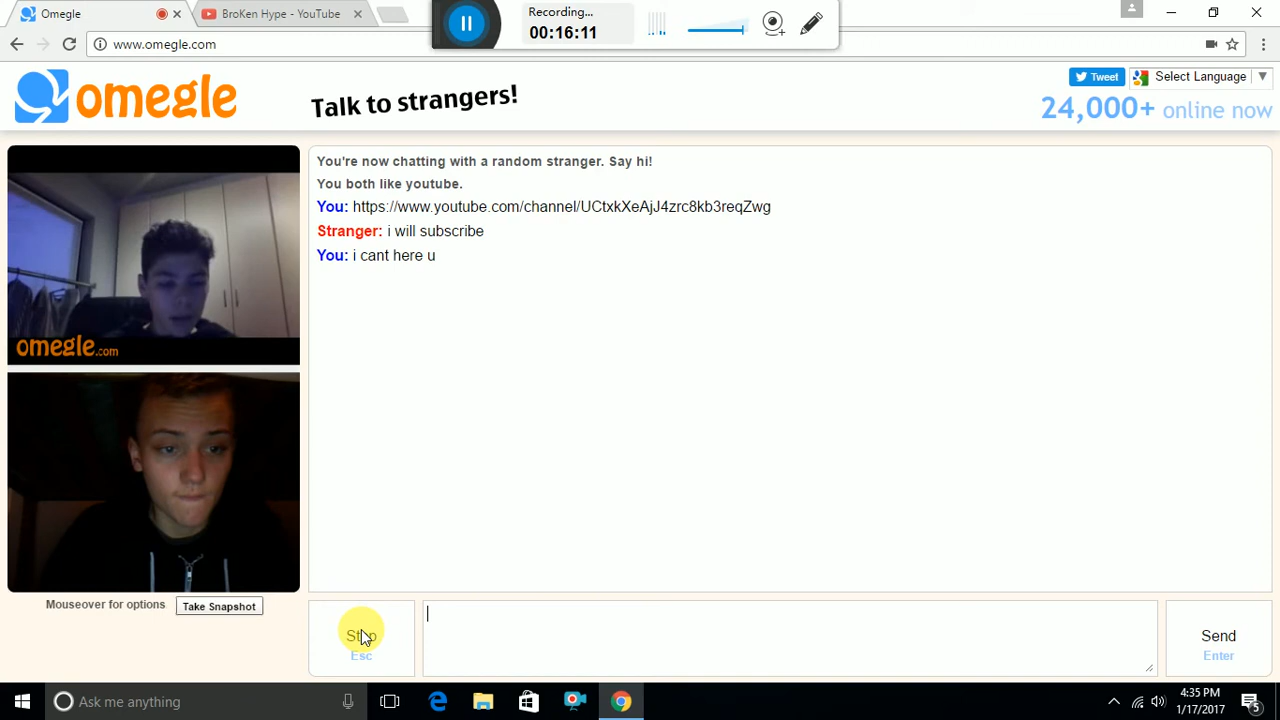 Omegle
BroKen Hype - YouTube
Recording...
00:16:11
www.omegle.com
omegle
Talk to strangers!
Tweet
Select Language
24,000+ online now
You're now chatting with a random stranger. Say hi!
You both like youtube.
You: https://www.youtube.com/channel/UCtxkXeAjJ4zrc8kb3reqZwg
Stranger: i will subscribe
You: i cant here u
omegle.com
Mouseover for options
Take Snapshot
Stop
Esc
Send
Enter
Ask me anything
4:35 PM
1/17/2017
5